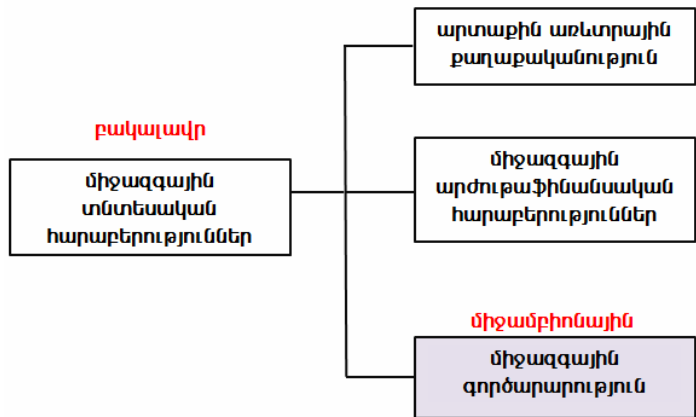 բակալավր
միջազգային
տնտեսական
հարաբերություններ
արտաքին առևտրային
քաղաքականություն
միջազգային
արժութաֆինանսական
հարաբերություններ
միջամբիոնային
միջազգային
գործարարություն